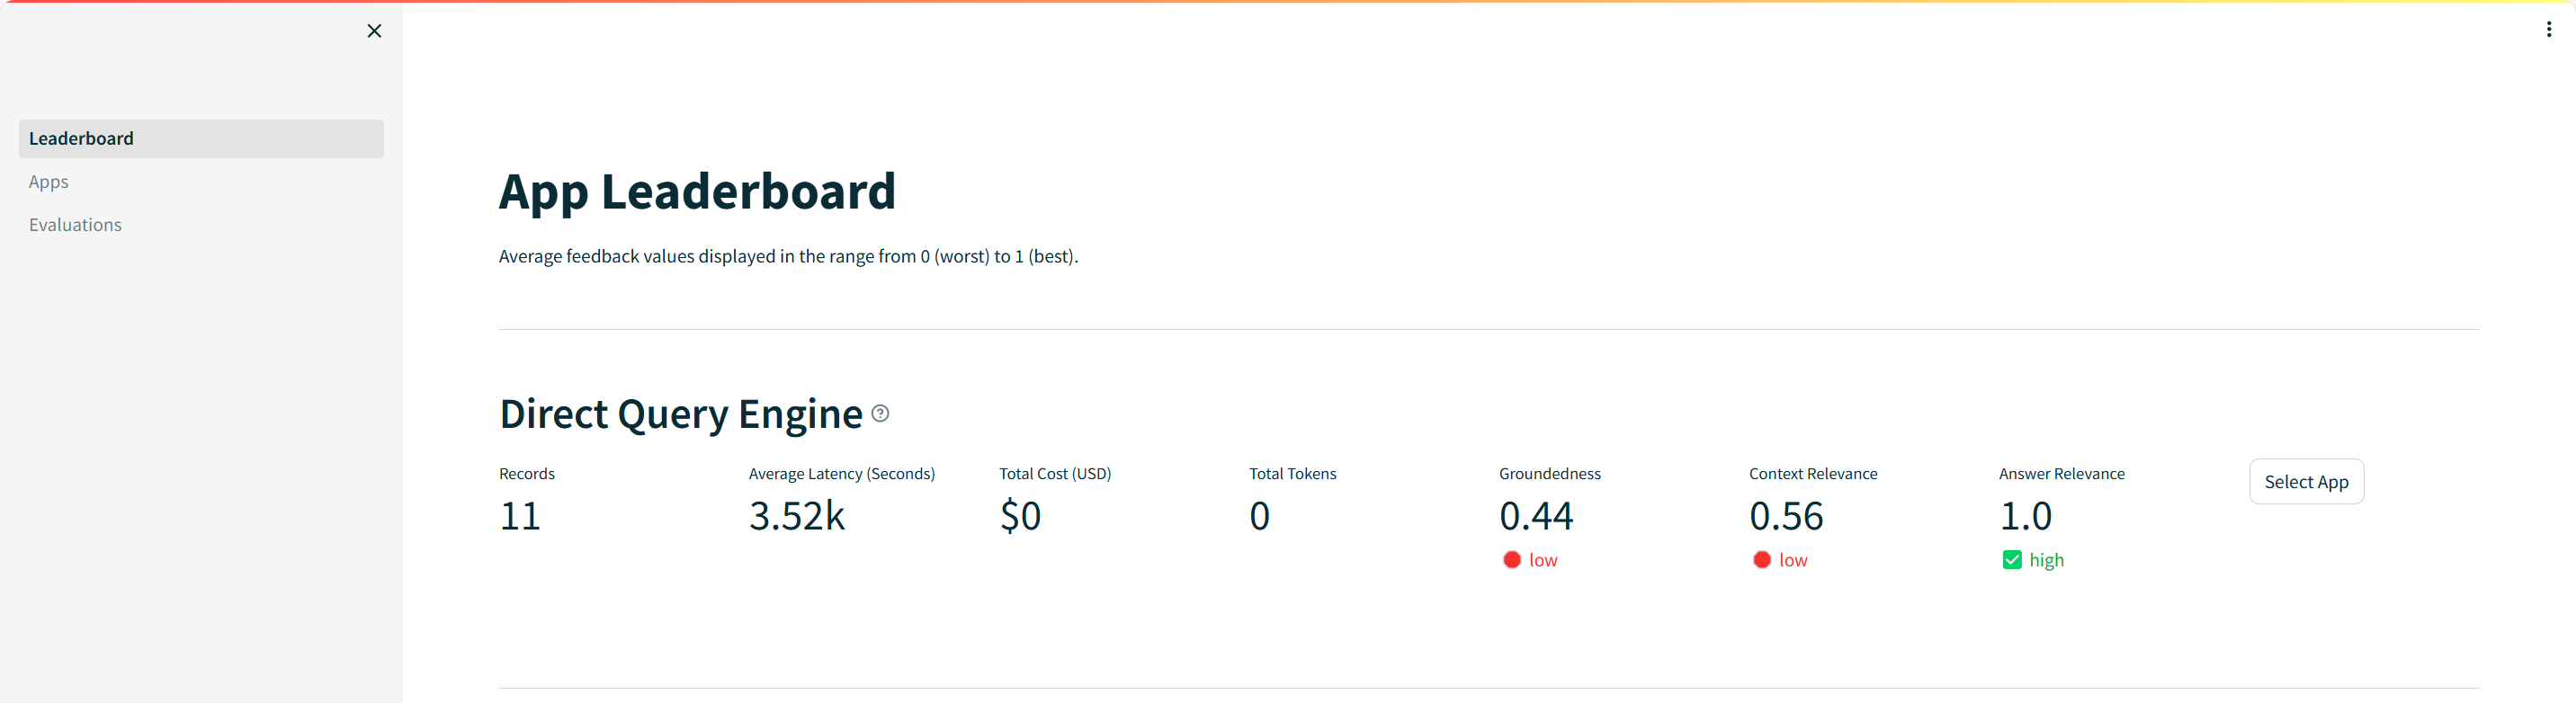 Leaderboard
Apps
Evaluations
App Leaderboard
Average feedback values displayed in the range from 0 (worst) to 1 (best).
Direct Query Engine
Records
11
Average Latency (Seconds)
3.52k
Total Cost (USD)
$0
Total Tokens
0
Groundedness
0.44
low
Context Relevance
0.56
low
Answer Relevance
1.0
high
Select App